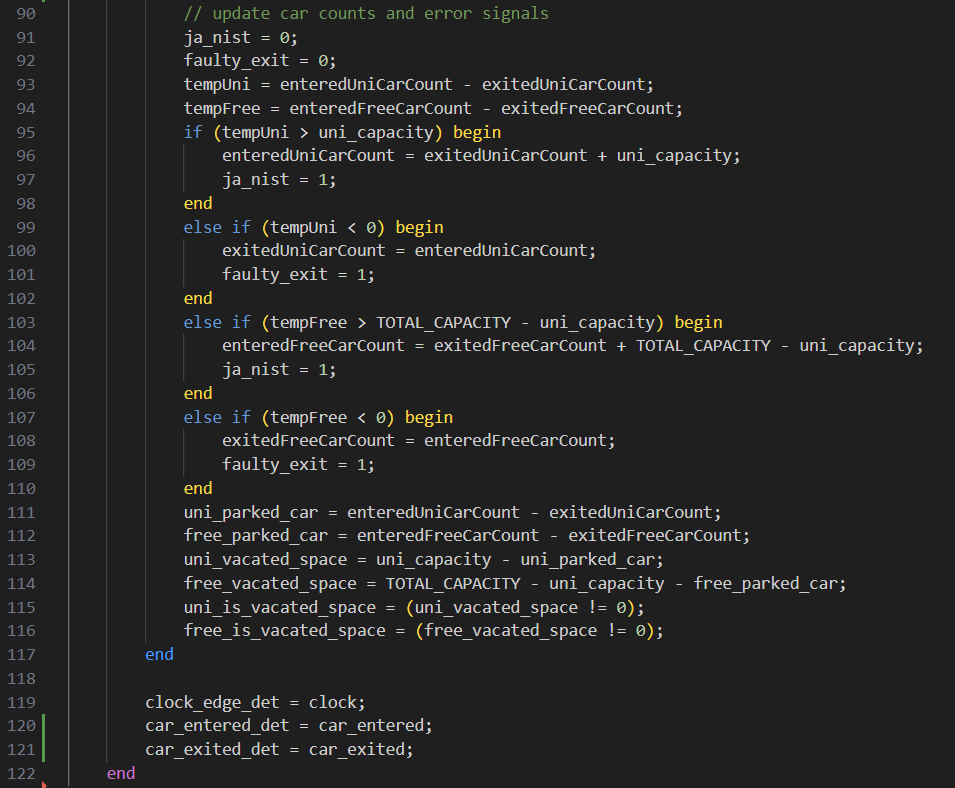 90 // update car counts and error signals
91 ja_nist = 0;
92 faulty_exit = 0;
93 tempUni = enteredUniCarCount - exitedUniCarCount;
94 tempFree = enteredFreeCarCount - exitedFreeCarCount;
95 if (tempUni > uni_capacity) begin
96 enteredUniCarCount = exitedUniCarCount + uni_capacity;
97 ja_nist = 1;
98 end
99 else if (tempUni < 0) begin
100 exitedUniCarCount = enteredUniCarCount;
101 faulty_exit = 1;
102 end
103 else if (tempFree > TOTAL_CAPACITY - uni_capacity) begin
104 enteredFreeCarCount = exitedFreeCarCount + TOTAL_CAPACITY - uni_capacity;
105 ja_nist = 1;
106 end
107 else if (tempFree < 0) begin
108 exitedFreeCarCount = enteredFreeCarCount;
109 faulty_exit = 1;
110 end
111 uni_parked_car = enteredUniCarCount - exitedUniCarCount;
112 free_parked_car = enteredFreeCarCount - exitedFreeCarCount;
113 uni_vacated_space = uni_capacity - uni_parked_car;
114 free_vacated_space = TOTAL_CAPACITY - uni_capacity - free_parked_car;
115 uni_is_vacated_space = (uni_vacated_space != 0);
116 free_is_vacated_space = (free_vacated_space != 0);
117 end
118
119 clock_edge_det = clock;
120 car_entered_det = car_entered;
121 car_exited_det = car_exited;
122 end